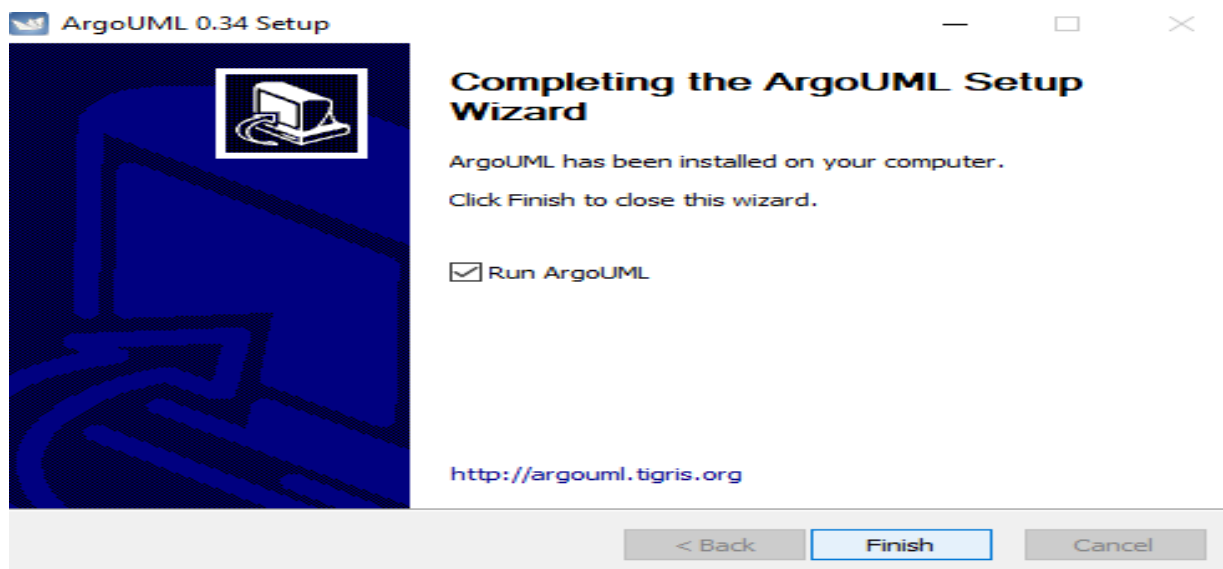 ArgoUML 0.34 Setup
Completing the ArgoUML Setup
Wizard
ArgoUML has been installed on your computer.
Click Finish to close this wizard.
Run ArgoUML
http://argouml.tigris.org
< Back Finish Cancel